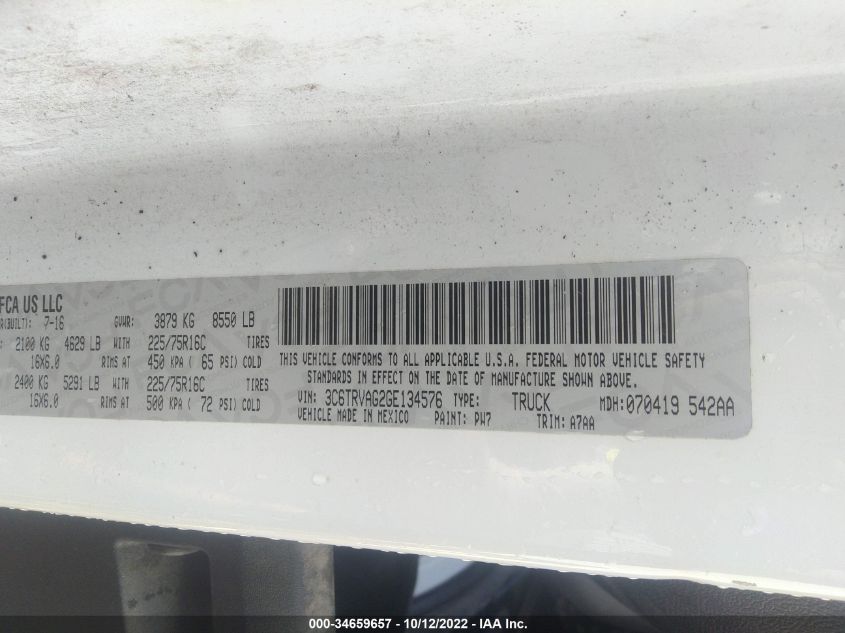 FCA US LLC
(BUILT): 7-16 GVWR: 3879 KG 8550 LB
: 2100 KG 4629 LB WITH 225/75R16C TIRES
16X6.0 RIMS AT 450 KPA ( 65 PSI) COLD
2400 KG 5291 LB WITH 225/75R16C TIRES
16X6.0 RIMS AT 500 KPA ( 72 PSI) COLD
THIS VEHICLE CONFORMS TO ALL APPLICABLE U.S.A. FEDERAL MOTOR VEHICLE SAFETY
STANDARDS IN EFFECT ON THE DATE OF MANUFACTURE SHOWN ABOVE.
VIN: 3C6TRVAG2GE134576 TYPE: TRUCK MDH:070419 542AA
VEHICLE MADE IN MEXICO PAINT: PW7 TRIM: A7AA
000-34659657 - 10/12/2022 - IAA Inc.